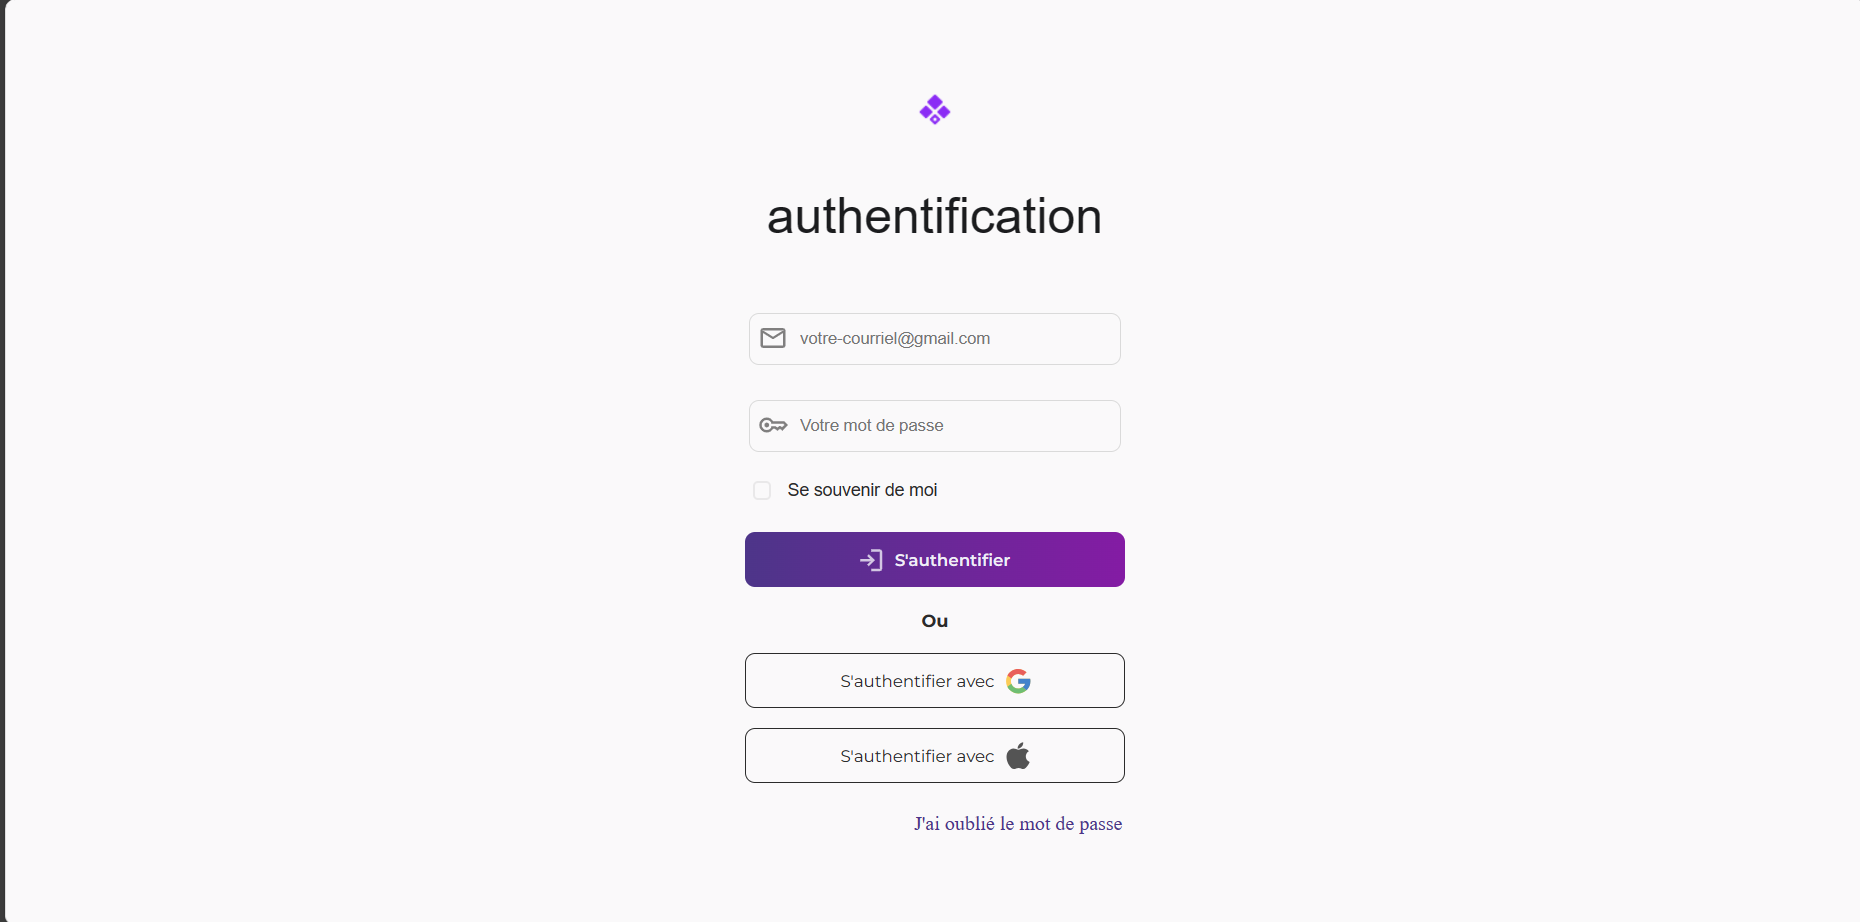 authentification
votre-courriel@gmail.com
Votre mot de passe
Se souvenir de moi
S'authentifier
Ou
S'authentifier avec
S'authentifier avec
J'ai oublié le mot de passe